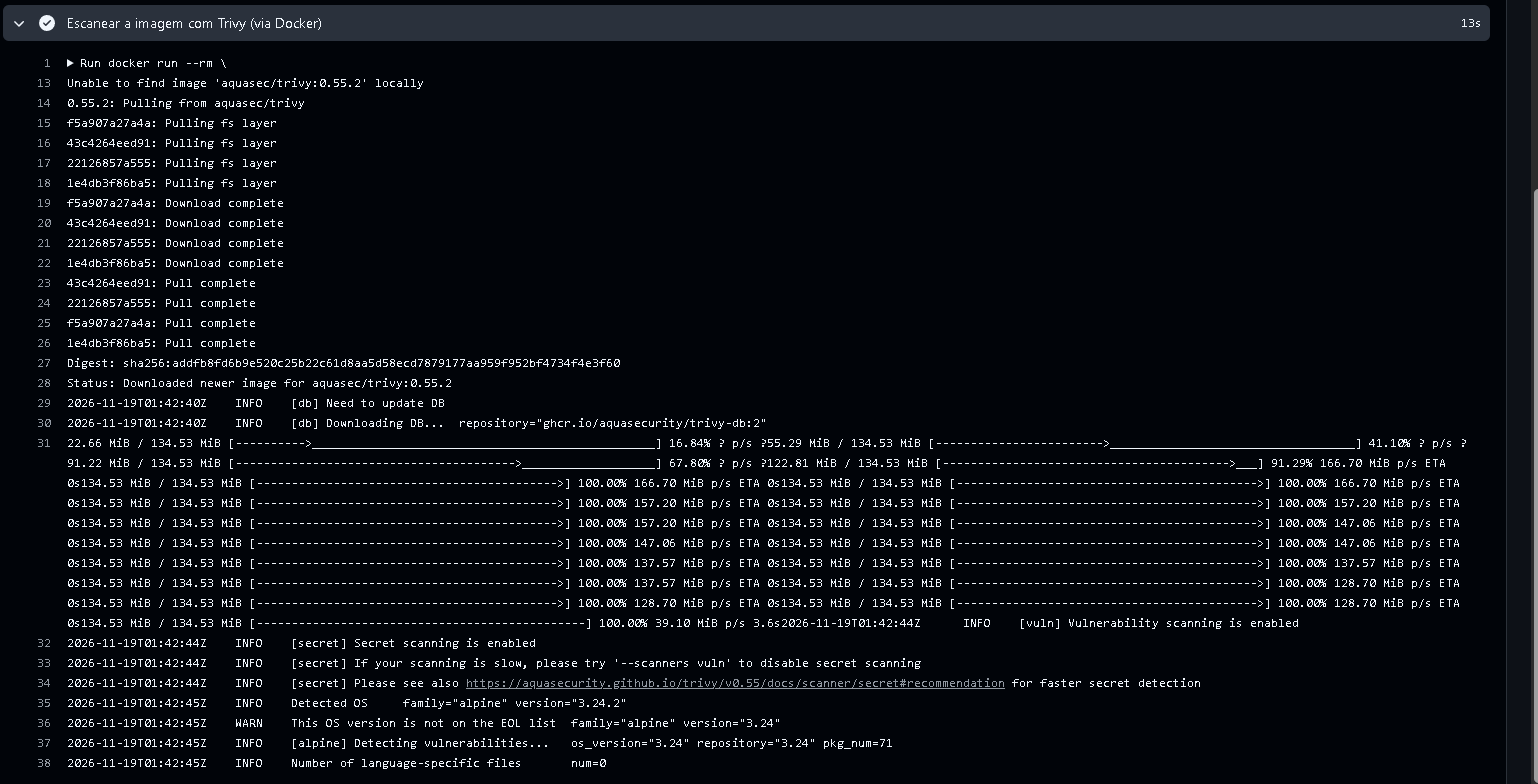 Escanear a imagem com Trivy (via Docker) 13s
1 ▶ Run docker run --rm \
13 Unable to find image 'aquasec/trivy:0.55.2' locally
14 0.55.2: Pulling from aquasec/trivy
15 f5a907a27a4a: Pulling fs layer
16 43c4264eed91: Pulling fs layer
17 22126857a555: Pulling fs layer
18 1e4db3f86ba5: Pulling fs layer
19 f5a907a27a4a: Download complete
20 43c4264eed91: Download complete
21 22126857a555: Download complete
22 1e4db3f86ba5: Download complete
23 43c4264eed91: Pull complete
24 22126857a555: Pull complete
25 f5a907a27a4a: Pull complete
26 1e4db3f86ba5: Pull complete
27 Digest: sha256:addfb8fd6b9e520c25b22c61d8aa5d58ecd7879177aa959f952bf4734f4e3f60
28 Status: Downloaded newer image for aquasec/trivy:0.55.2
29 2026-11-19T01:42:40Z INFO [db] Need to update DB
30 2026-11-19T01:42:40Z INFO [db] Downloading DB... repository="ghcr.io/aquasecurity/trivy-db:2"
31 22.66 MiB / 134.53 MiB [---------->_________________________________________________] 16.84% ? p/s ?55.29 MiB / 134.53 MiB [------------------------>___________________________________] 41.10% ? p/s ?
91.22 MiB / 134.53 MiB [---------------------------------------->___________________] 67.80% ? p/s ?122.81 MiB / 134.53 MiB [----------------------------------------->___] 91.29% 166.70 MiB p/s ETA
0s134.53 MiB / 134.53 MiB [------------------------------------------->] 100.00% 166.70 MiB p/s ETA 0s134.53 MiB / 134.53 MiB [------------------------------------------->] 100.00% 166.70 MiB p/s ETA
0s134.53 MiB / 134.53 MiB [------------------------------------------->] 100.00% 157.20 MiB p/s ETA 0s134.53 MiB / 134.53 MiB [------------------------------------------->] 100.00% 157.20 MiB p/s ETA
0s134.53 MiB / 134.53 MiB [------------------------------------------->] 100.00% 157.20 MiB p/s ETA 0s134.53 MiB / 134.53 MiB [------------------------------------------->] 100.00% 147.06 MiB p/s ETA
0s134.53 MiB / 134.53 MiB [------------------------------------------->] 100.00% 147.06 MiB p/s ETA 0s134.53 MiB / 134.53 MiB [------------------------------------------->] 100.00% 147.06 MiB p/s ETA
0s134.53 MiB / 134.53 MiB [------------------------------------------->] 100.00% 137.57 MiB p/s ETA 0s134.53 MiB / 134.53 MiB [------------------------------------------->] 100.00% 137.57 MiB p/s ETA
0s134.53 MiB / 134.53 MiB [------------------------------------------->] 100.00% 137.57 MiB p/s ETA 0s134.53 MiB / 134.53 MiB [------------------------------------------->] 100.00% 128.70 MiB p/s ETA
0s134.53 MiB / 134.53 MiB [------------------------------------------->] 100.00% 128.70 MiB p/s ETA 0s134.53 MiB / 134.53 MiB [------------------------------------------->] 100.00% 128.70 MiB p/s ETA
0s134.53 MiB / 134.53 MiB [-----------------------------------------------] 100.00% 39.10 MiB p/s 3.6s2026-11-19T01:42:44Z INFO [vuln] Vulnerability scanning is enabled
32 2026-11-19T01:42:44Z INFO [secret] Secret scanning is enabled
33 2026-11-19T01:42:44Z INFO [secret] If your scanning is slow, please try '--scanners vuln' to disable secret scanning
34 2026-11-19T01:42:44Z INFO [secret] Please see also https://aquasecurity.github.io/trivy/v0.55/docs/scanner/secret#recommendation for faster secret detection
35 2026-11-19T01:42:45Z INFO Detected OS family="alpine" version="3.24.2"
36 2026-11-19T01:42:45Z WARN This OS version is not on the EOL list family="alpine" version="3.24"
37 2026-11-19T01:42:45Z INFO [alpine] Detecting vulnerabilities... os_version="3.24" repository="3.24" pkg_num=71
38 2026-11-19T01:42:45Z INFO Number of language-specific files num=0